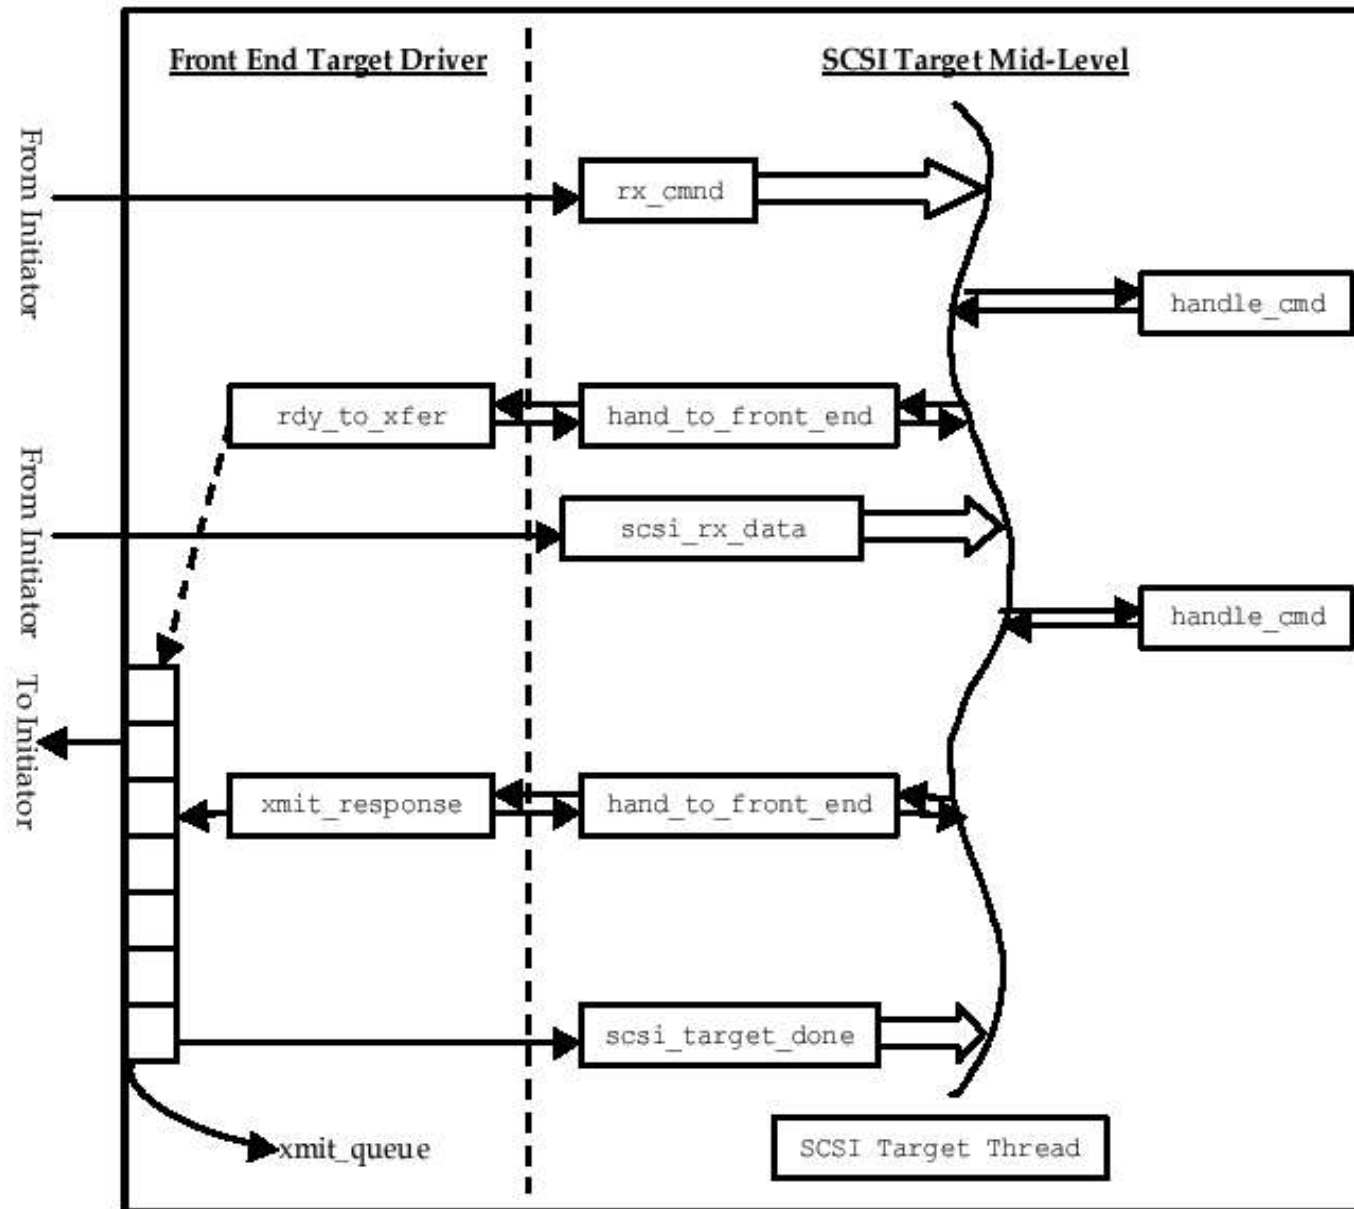 Front End Target Driver
SCSI Target Mid-Level
From Initiator
rx_cmnd
handle_cmd
rdy_to_xfer
hand_to_front_end
From Initiator
scsi_rx_data
handle_cmd
To Initiator
xmit_response
hand_to_front_end
scsi_target_done
xmit_queue
SCSI Target Thread